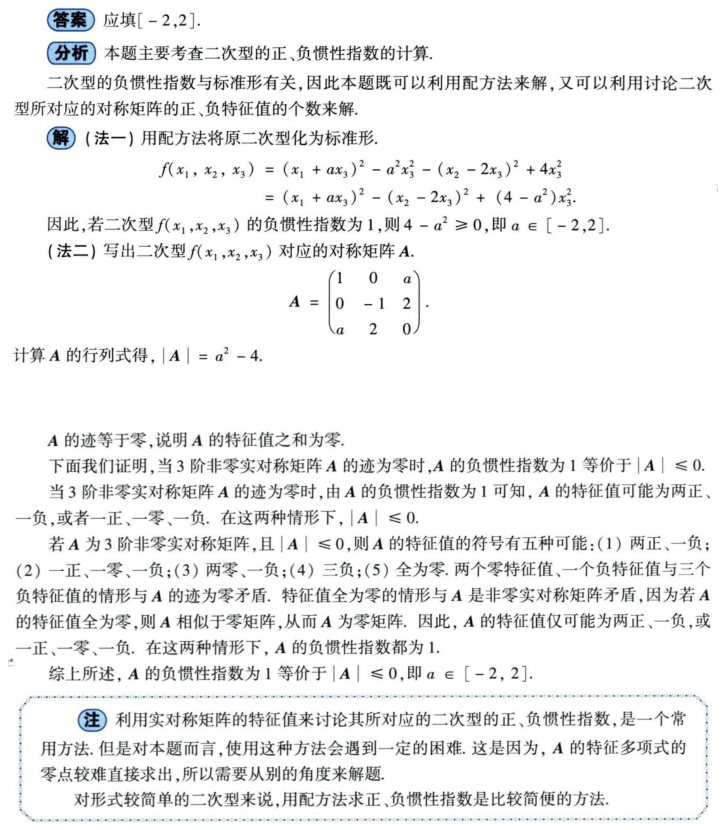 答案 应填[-2,2].
分析 本题主要考查二次型的正、负惯性指数的计算.
二次型的负惯性指数与标准形有关,因此本题既可以利用配方法来解,又可以利用讨论二次
型所对应的对称矩阵的正、负特征值的个数来解.
解 (法一) 用配方法将原二次型化为标准形.
f(x₁, x₂, x₃) = (x₁ + ax₃)² - a²x₃² - (x₂ - 2x₃)² + 4x₃²
= (x₁ + ax₃)² - (x₂ - 2x₃)² + (4 - a²)x₃².
因此,若二次型f(x₁,x₂,x₃) 的负惯性指数为1,则4 - a² ≥ 0,即 a ∈ [-2,2].
(法二) 写出二次型f(x₁,x₂,x₃) 对应的对称矩阵 A.
1 0 a
A = 0 -1 2 .
a 2 0
计算 A 的行列式得, |A| = a² - 4.
A 的迹等于零,说明 A 的特征值之和为零.
下面我们证明,当3阶非零实对称矩阵 A 的迹为零时,A 的负惯性指数为1等价于|A| ≤ 0.
当3阶非零实对称矩阵 A 的迹为零时,由 A 的负惯性指数为1可知, A 的特征值可能为两正、
一负,或者一正、一零、一负. 在这两种情形下, |A| ≤ 0.
若 A 为3阶非零实对称矩阵,且|A| ≤ 0,则 A 的特征值的符号有五种可能:(1) 两正、一负;
(2) 一正、一零、一负;(3) 两零、一负;(4) 三负;(5) 全为零. 两个零特征值、一个负特征值与三个
负特征值的情形与 A 的迹为零矛盾. 特征值全为零的情形与 A 是非零实对称矩阵矛盾,因为若 A
的特征值全为零,则 A 相似于零矩阵,从而 A 为零矩阵. 因此, A 的特征值仅可能为两正、一负,或
一正、一零、一负. 在这两种情形下, A 的负惯性指数都为1.
综上所述, A 的负惯性指数为1等价于|A| ≤ 0,即 a ∈ [-2, 2].
注 利用实对称矩阵的特征值来讨论其所对应的二次型的正、负惯性指数,是一个常
用方法. 但是对本题而言,使用这种方法会遇到一定的困难. 这是因为, A 的特征多项式的
零点较难直接求出,所以需要从别的角度来解题.
对形式较简单的二次型来说,用配方法求正、负惯性指数是比较简便的方法.